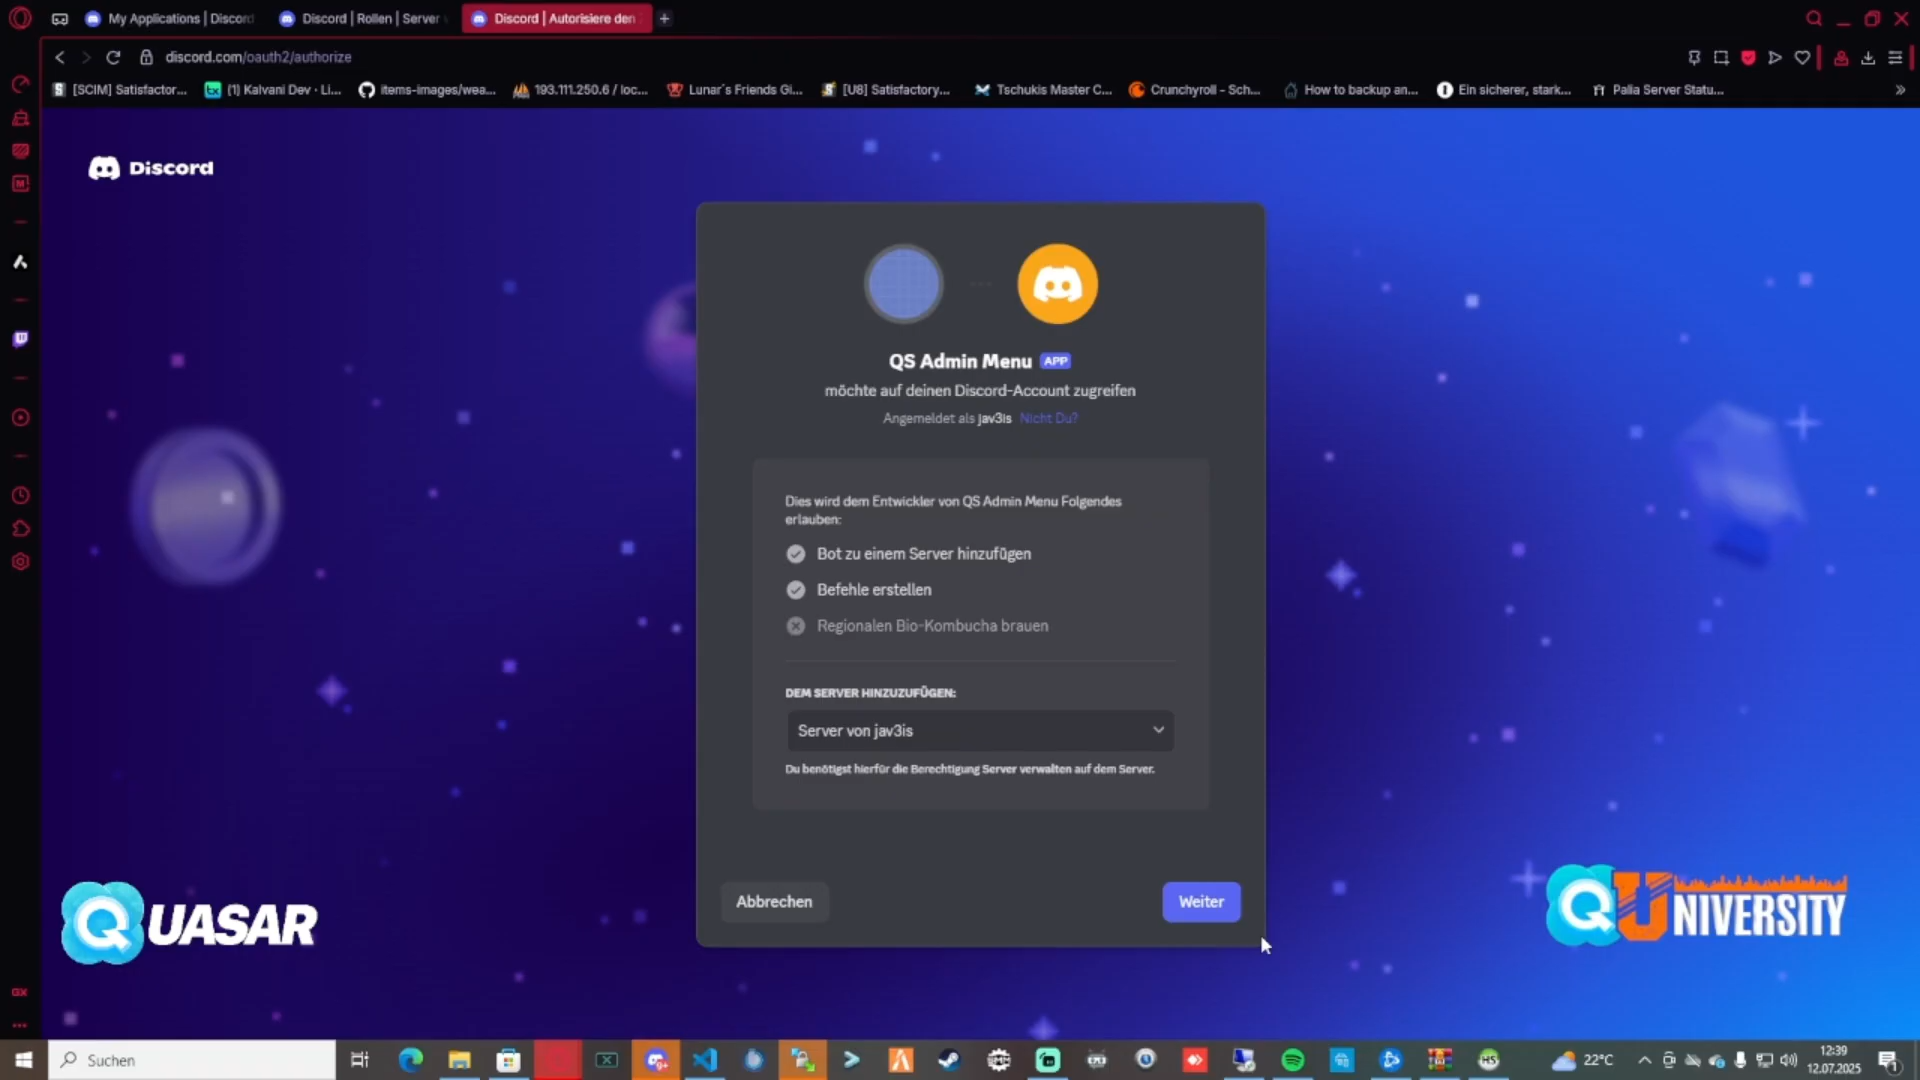 My Applications | Discord
Discord | Rollen | Server
Discord | Autorisiere den
discord.com/oauth2/authorize
[SCIM] Satisfactor...
(1) Kalvani Dev · Li...
items-images/wea...
193.111.250.6 / loc...
Lunar´s Friends Gi...
[U8] Satisfactory...
Tschukis Master C...
Crunchyroll - Sch...
How to backup an...
Ein sicherer, stark...
Palia Server Statu...
Discord
QS Admin Menu APP
möchte auf deinen Discord-Account zugreifen
Angemeldet als jav3is Nicht Du?
Dies wird dem Entwickler von QS Admin Menu Folgendes
erlauben:
Bot zu einem Server hinzufügen
Befehle erstellen
Regionalen Bio-Kombucha brauen
DEM SERVER HINZUZUFÜGEN:
Server von jav3is
Du benötigst hierfür die Berechtigung Server verwalten auf dem Server.
Abbrechen
Weiter
QUASAR
QUNIVERSITY
GX
Suchen
22°C
12:39
12.07.2025